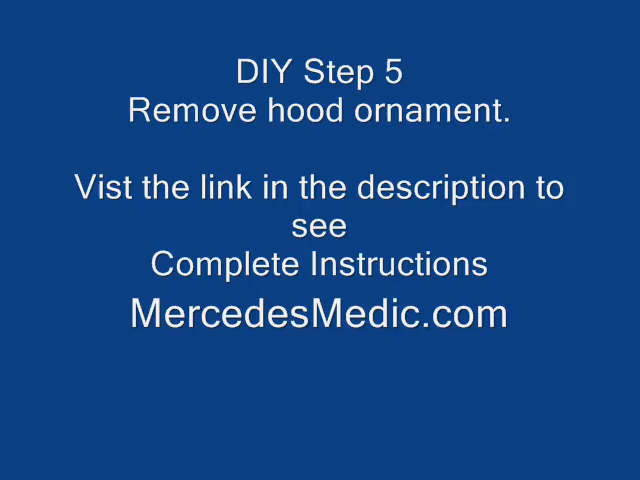 DIY Step 5
Remove hood ornament.
Vist the link in the description to
see
Complete Instructions
MercedesMedic.com